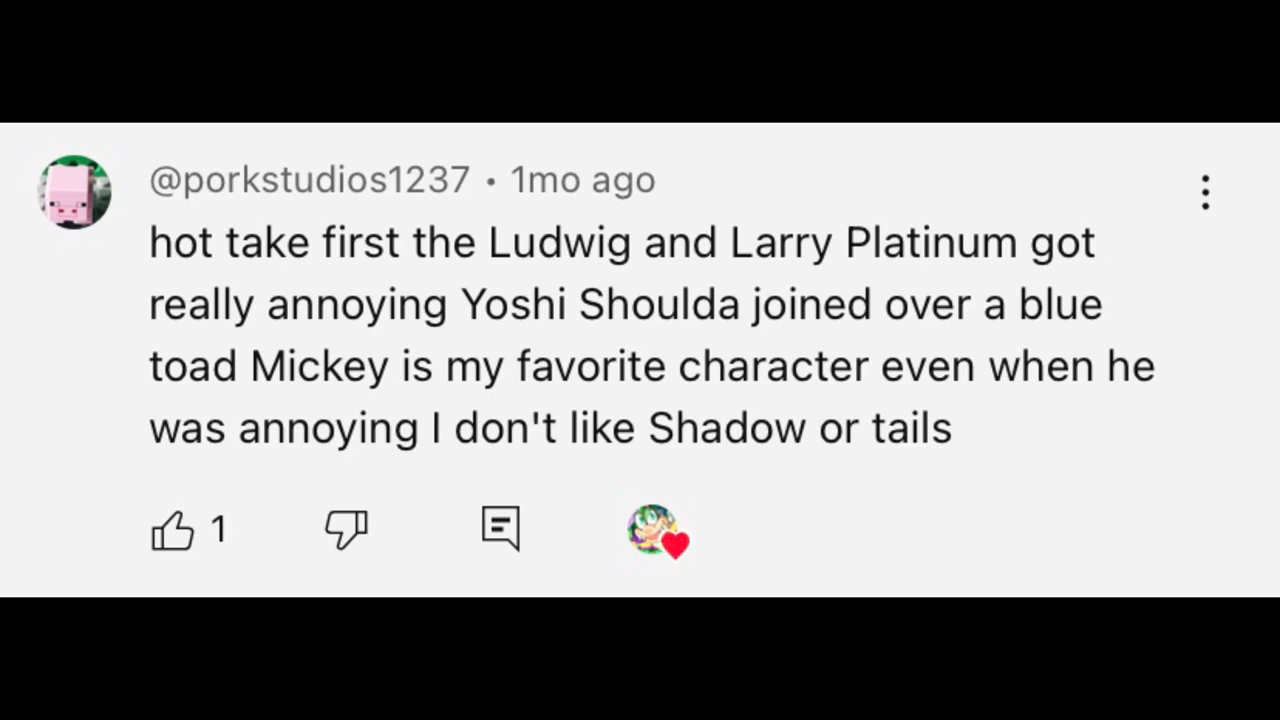 @porkstudios1237 • 1mo ago
hot take first the Ludwig and Larry Platinum got
really annoying Yoshi Shoulda joined over a blue
toad Mickey is my favorite character even when he
was annoying I don't like Shadow or tails
1